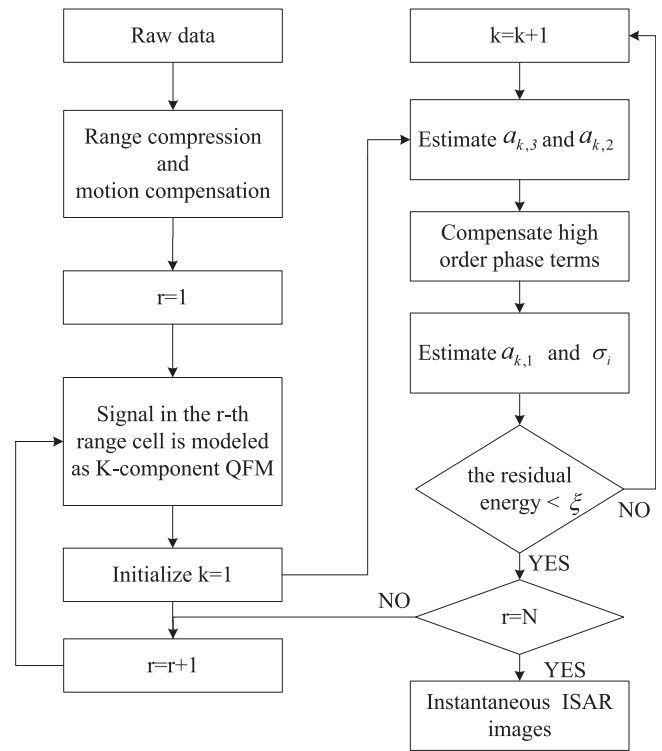 Raw data
Range compression
and
motion compensation
r=1
Signal in the r-th
range cell is modeled
as K-component QFM
Initialize k=1
r=r+1
k=k+1
Estimate a_{k,3} and a_{k,2}
Compensate high
order phase terms
Estimate a_{k,1} and σ_i
the residual
energy < ξ
NO
YES
NO
r=N
YES
Instantaneous ISAR
images